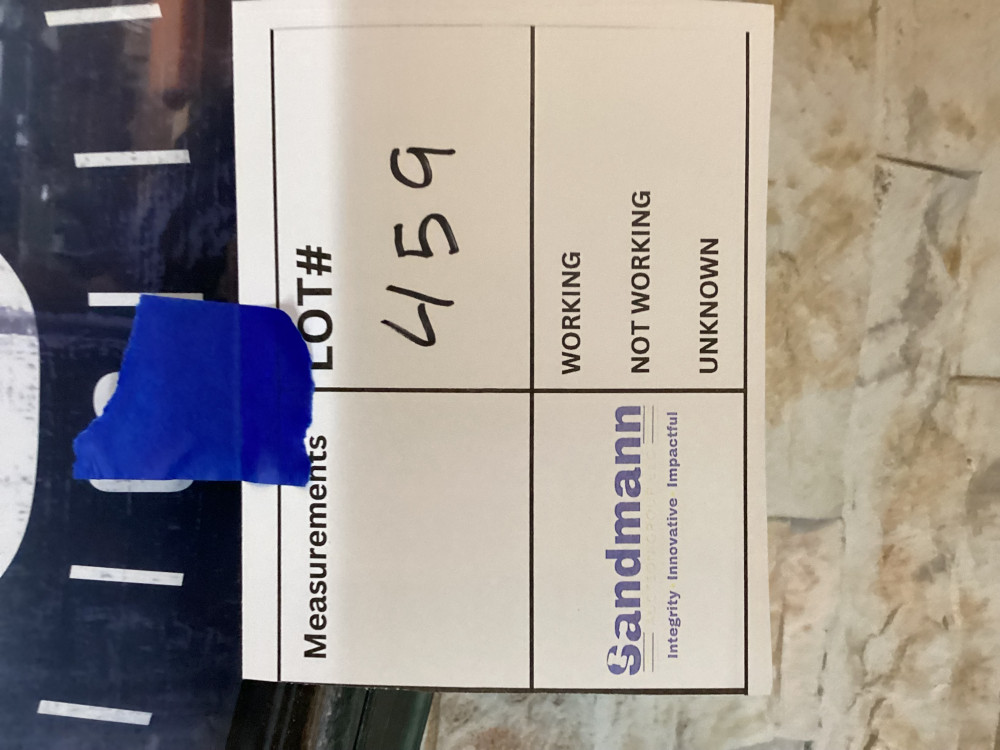 Measurements
LOT#
459
Sandmann
Integrity Innovative Impactful
WORKING
NOT WORKING
UNKNOWN